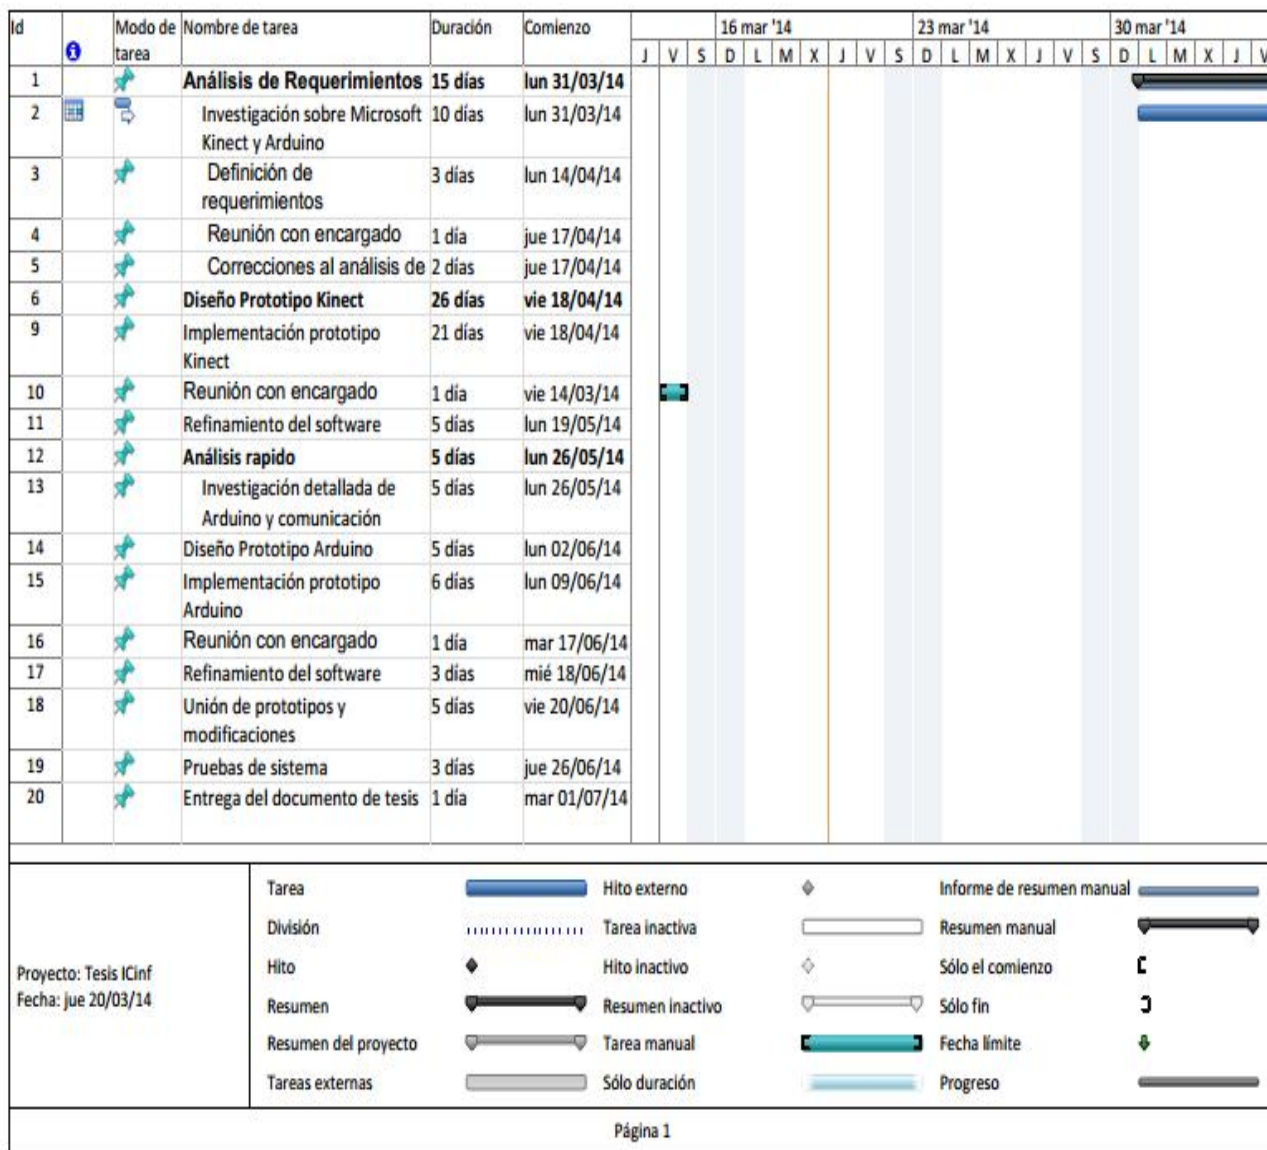 Id Modo de Nombre de tarea Duración Comienzo 16 mar '14 23 mar '14 30 mar '14
tarea J V S D L M X J V S D L M X J V S D L M X J V
1 Análisis de Requerimientos 15 días lun 31/03/14
2 Investigación sobre Microsoft 10 días lun 31/03/14
Kinect y Arduino
3 Definición de 3 días lun 14/04/14
requerimientos
4 Reunión con encargado 1 día jue 17/04/14
5 Correcciones al análisis de 2 días jue 17/04/14
6 Diseño Prototipo Kinect 26 días vie 18/04/14
9 Implementación prototipo 21 días vie 18/04/14
Kinect
10 Reunión con encargado 1 día vie 14/03/14
11 Refinamiento del software 5 días lun 19/05/14
12 Análisis rapido 5 días lun 26/05/14
13 Investigación detallada de 5 días lun 26/05/14
Arduino y comunicación
14 Diseño Prototipo Arduino 5 días lun 02/06/14
15 Implementación prototipo 6 días lun 09/06/14
Arduino
16 Reunión con encargado 1 día mar 17/06/14
17 Refinamiento del software 3 días mié 18/06/14
18 Unión de prototipos y 5 días vie 20/06/14
modificaciones
19 Pruebas de sistema 3 días jue 26/06/14
20 Entrega del documento de tesis 1 día mar 01/07/14
Proyecto: Tesis ICinf
Fecha: jue 20/03/14
Tarea Hito externo Informe de resumen manual
División Tarea inactiva Resumen manual
Hito Hito inactivo Sólo el comienzo
Resumen Resumen inactivo Sólo fin
Resumen del proyecto Tarea manual Fecha límite
Tareas externas Sólo duración Progreso
Página 1